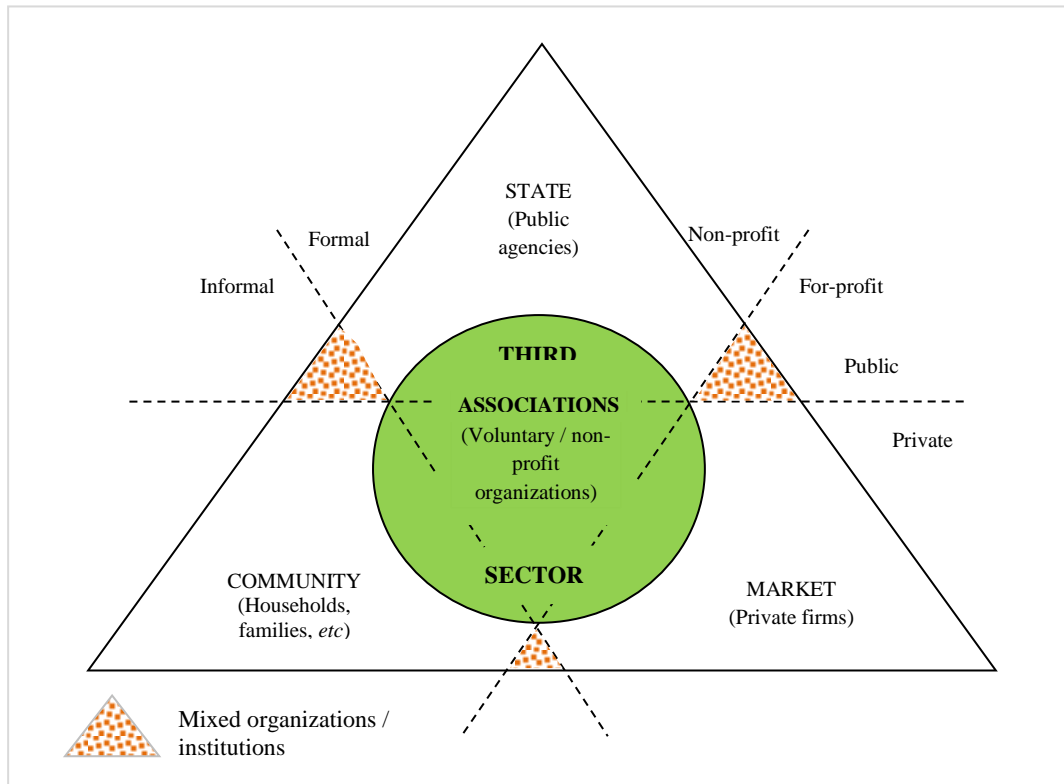 STATE
(Public
agencies)
Formal
Non-profit
Informal
For-profit
THIRD
Public
ASSOCIATIONS
(Voluntary / non-
profit
organizations)
Private
SECTOR
COMMUNITY
(Households,
families, etc)
MARKET
(Private firms)
Mixed organizations /
institutions